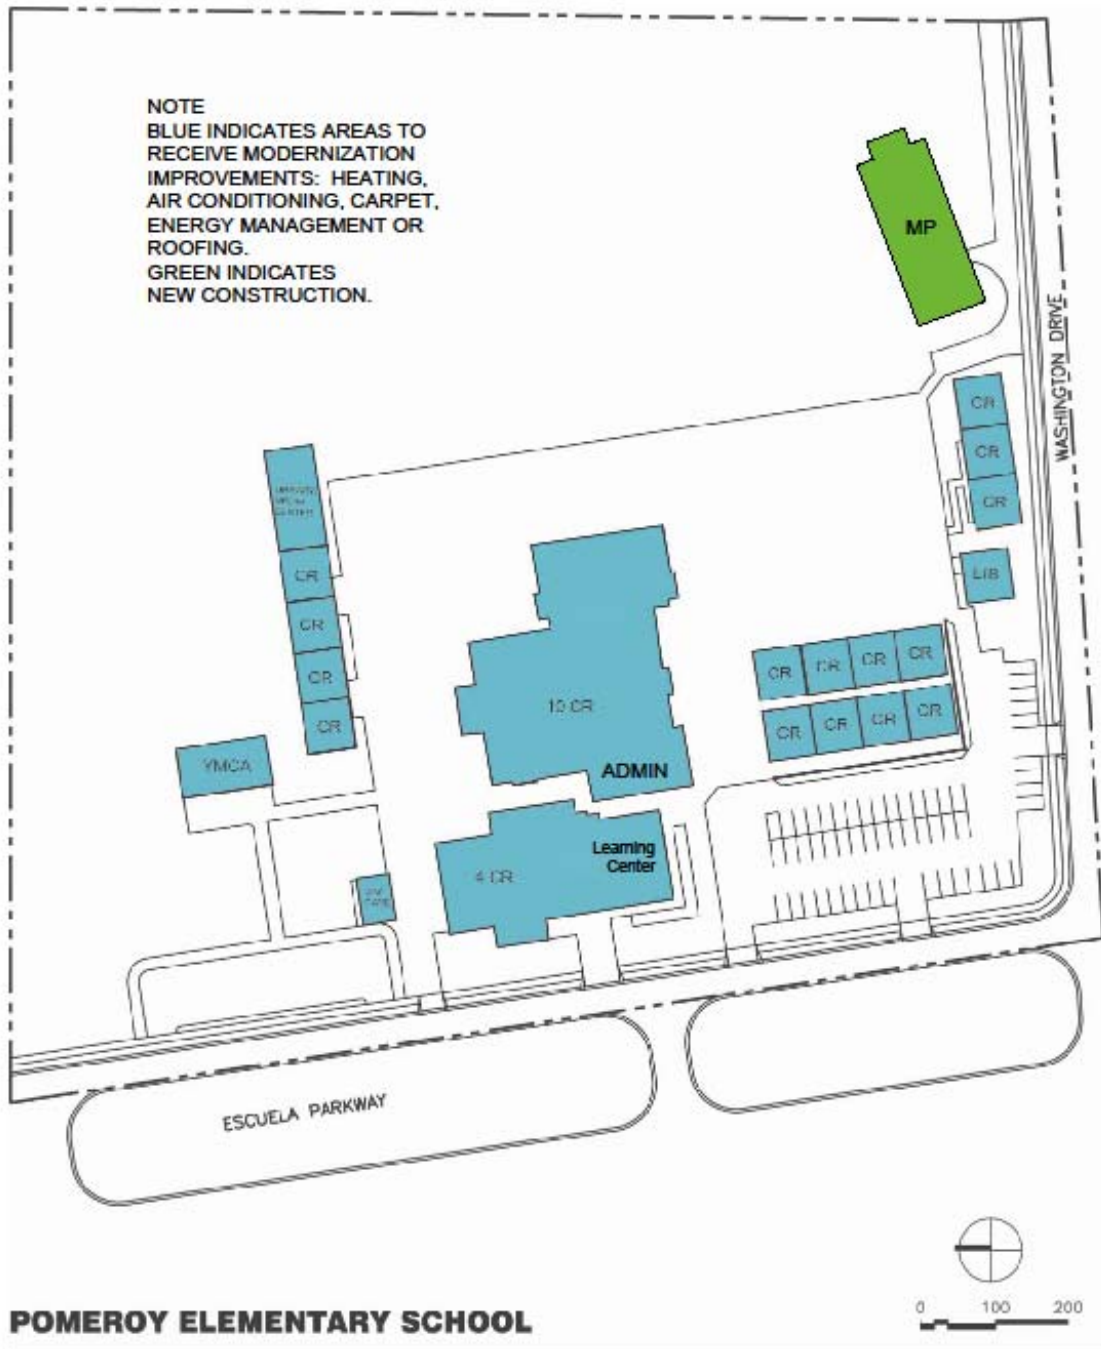 NOTE
BLUE INDICATES AREAS TO
RECEIVE MODERNIZATION
IMPROVEMENTS: HEATING,
AIR CONDITIONING, CARPET,
ENERGY MANAGEMENT OR
ROOFING.
GREEN INDICATES
NEW CONSTRUCTION.
MP
WASHINGTON DRIVE
CR
CR
CR
LIB
CENTER
CR
CR
CR
CR
YMCA
10 CR
ADMIN
CR
CR
CR
CR
CR
CR
CR
CR
Learning
Center
4 CR
ESCUELA PARKWAY
POMEROY ELEMENTARY SCHOOL
0 100 200